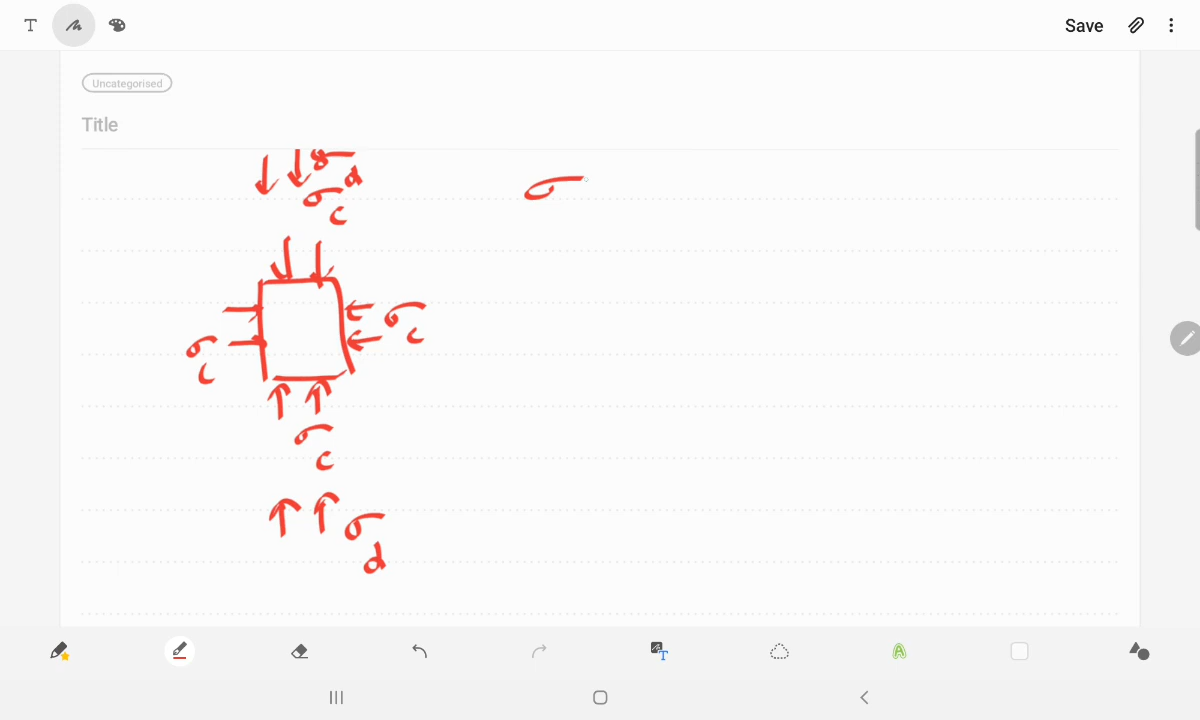 T
Save
Uncategorised
Title
σd
σc
σ
σc
σc
σc
σd
T
A